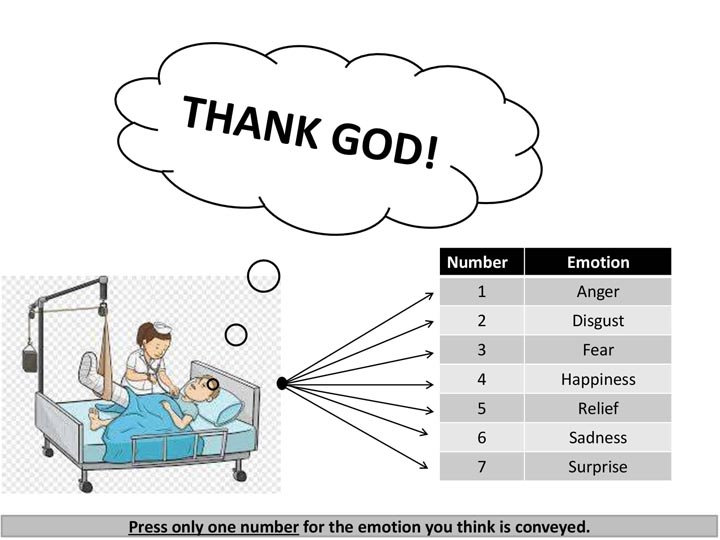 THANK GOD!
Number Emotion
1 Anger
2 Disgust
3 Fear
4 Happiness
5 Relief
6 Sadness
7 Surprise
Press only one number for the emotion you think is conveyed.